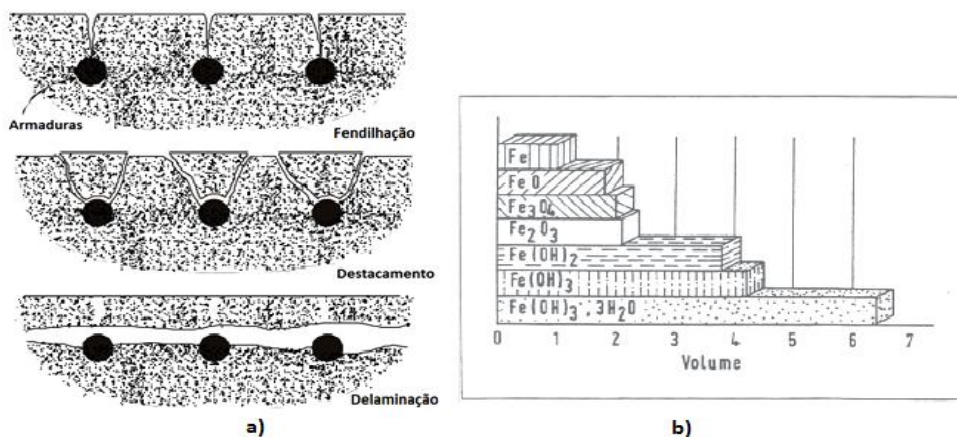 Armaduras
Fendilhação
Destacamento
Delaminação
a)
Fe
FeO
Fe3O4
Fe2O3
Fe(OH)2
Fe(OH)3
Fe(OH)3 . 3H2O
0 1 2 3 4 5 6 7
Volume
b)